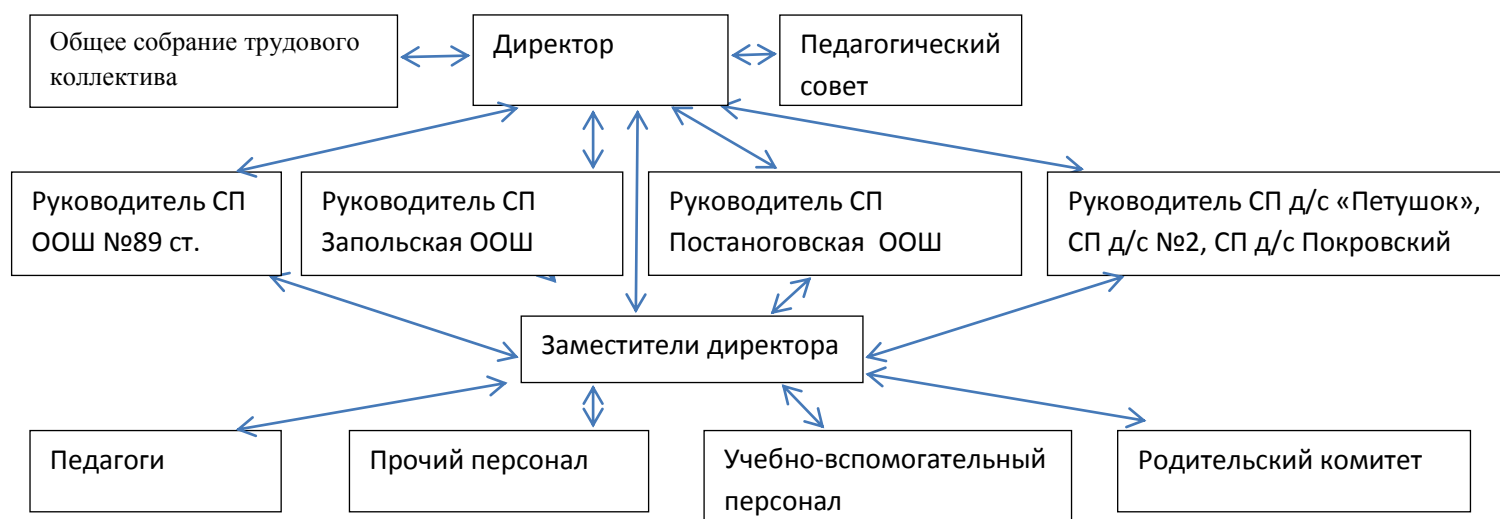 Общее собрание трудового
коллектива
Директор
Педагогический
совет
Руководитель СП
ООШ №89 ст.
Руководитель СП
Запольская ООШ
Руководитель СП
Постаноговская ООШ
Руководитель СП д/с «Петушок»,
СП д/с №2, СП д/с Покровский
Заместители директора
Педагоги
Прочий персонал
Учебно-вспомогательный
персонал
Родительский комитет